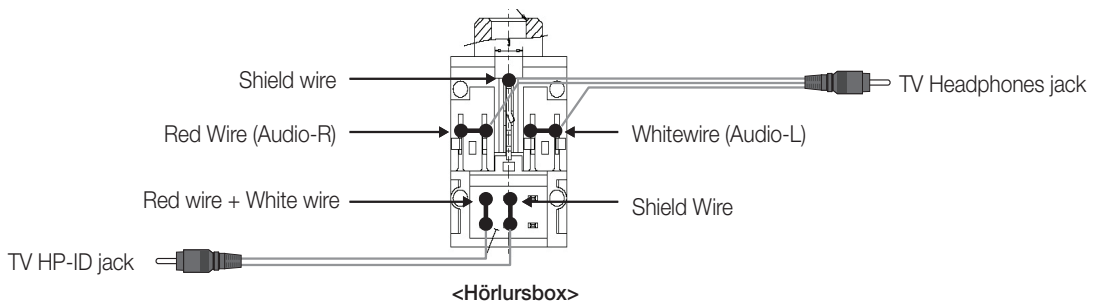 Shield wire
TV Headphones jack
Red Wire (Audio-R)
Whitewire (Audio-L)
Red wire + White wire
Shield Wire
TV HP-ID jack
<Hörlursbox>